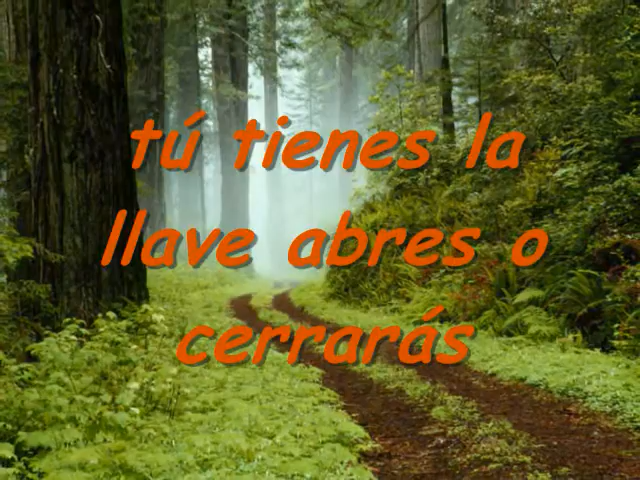 tú tienes la
llave abres o
cerrarás